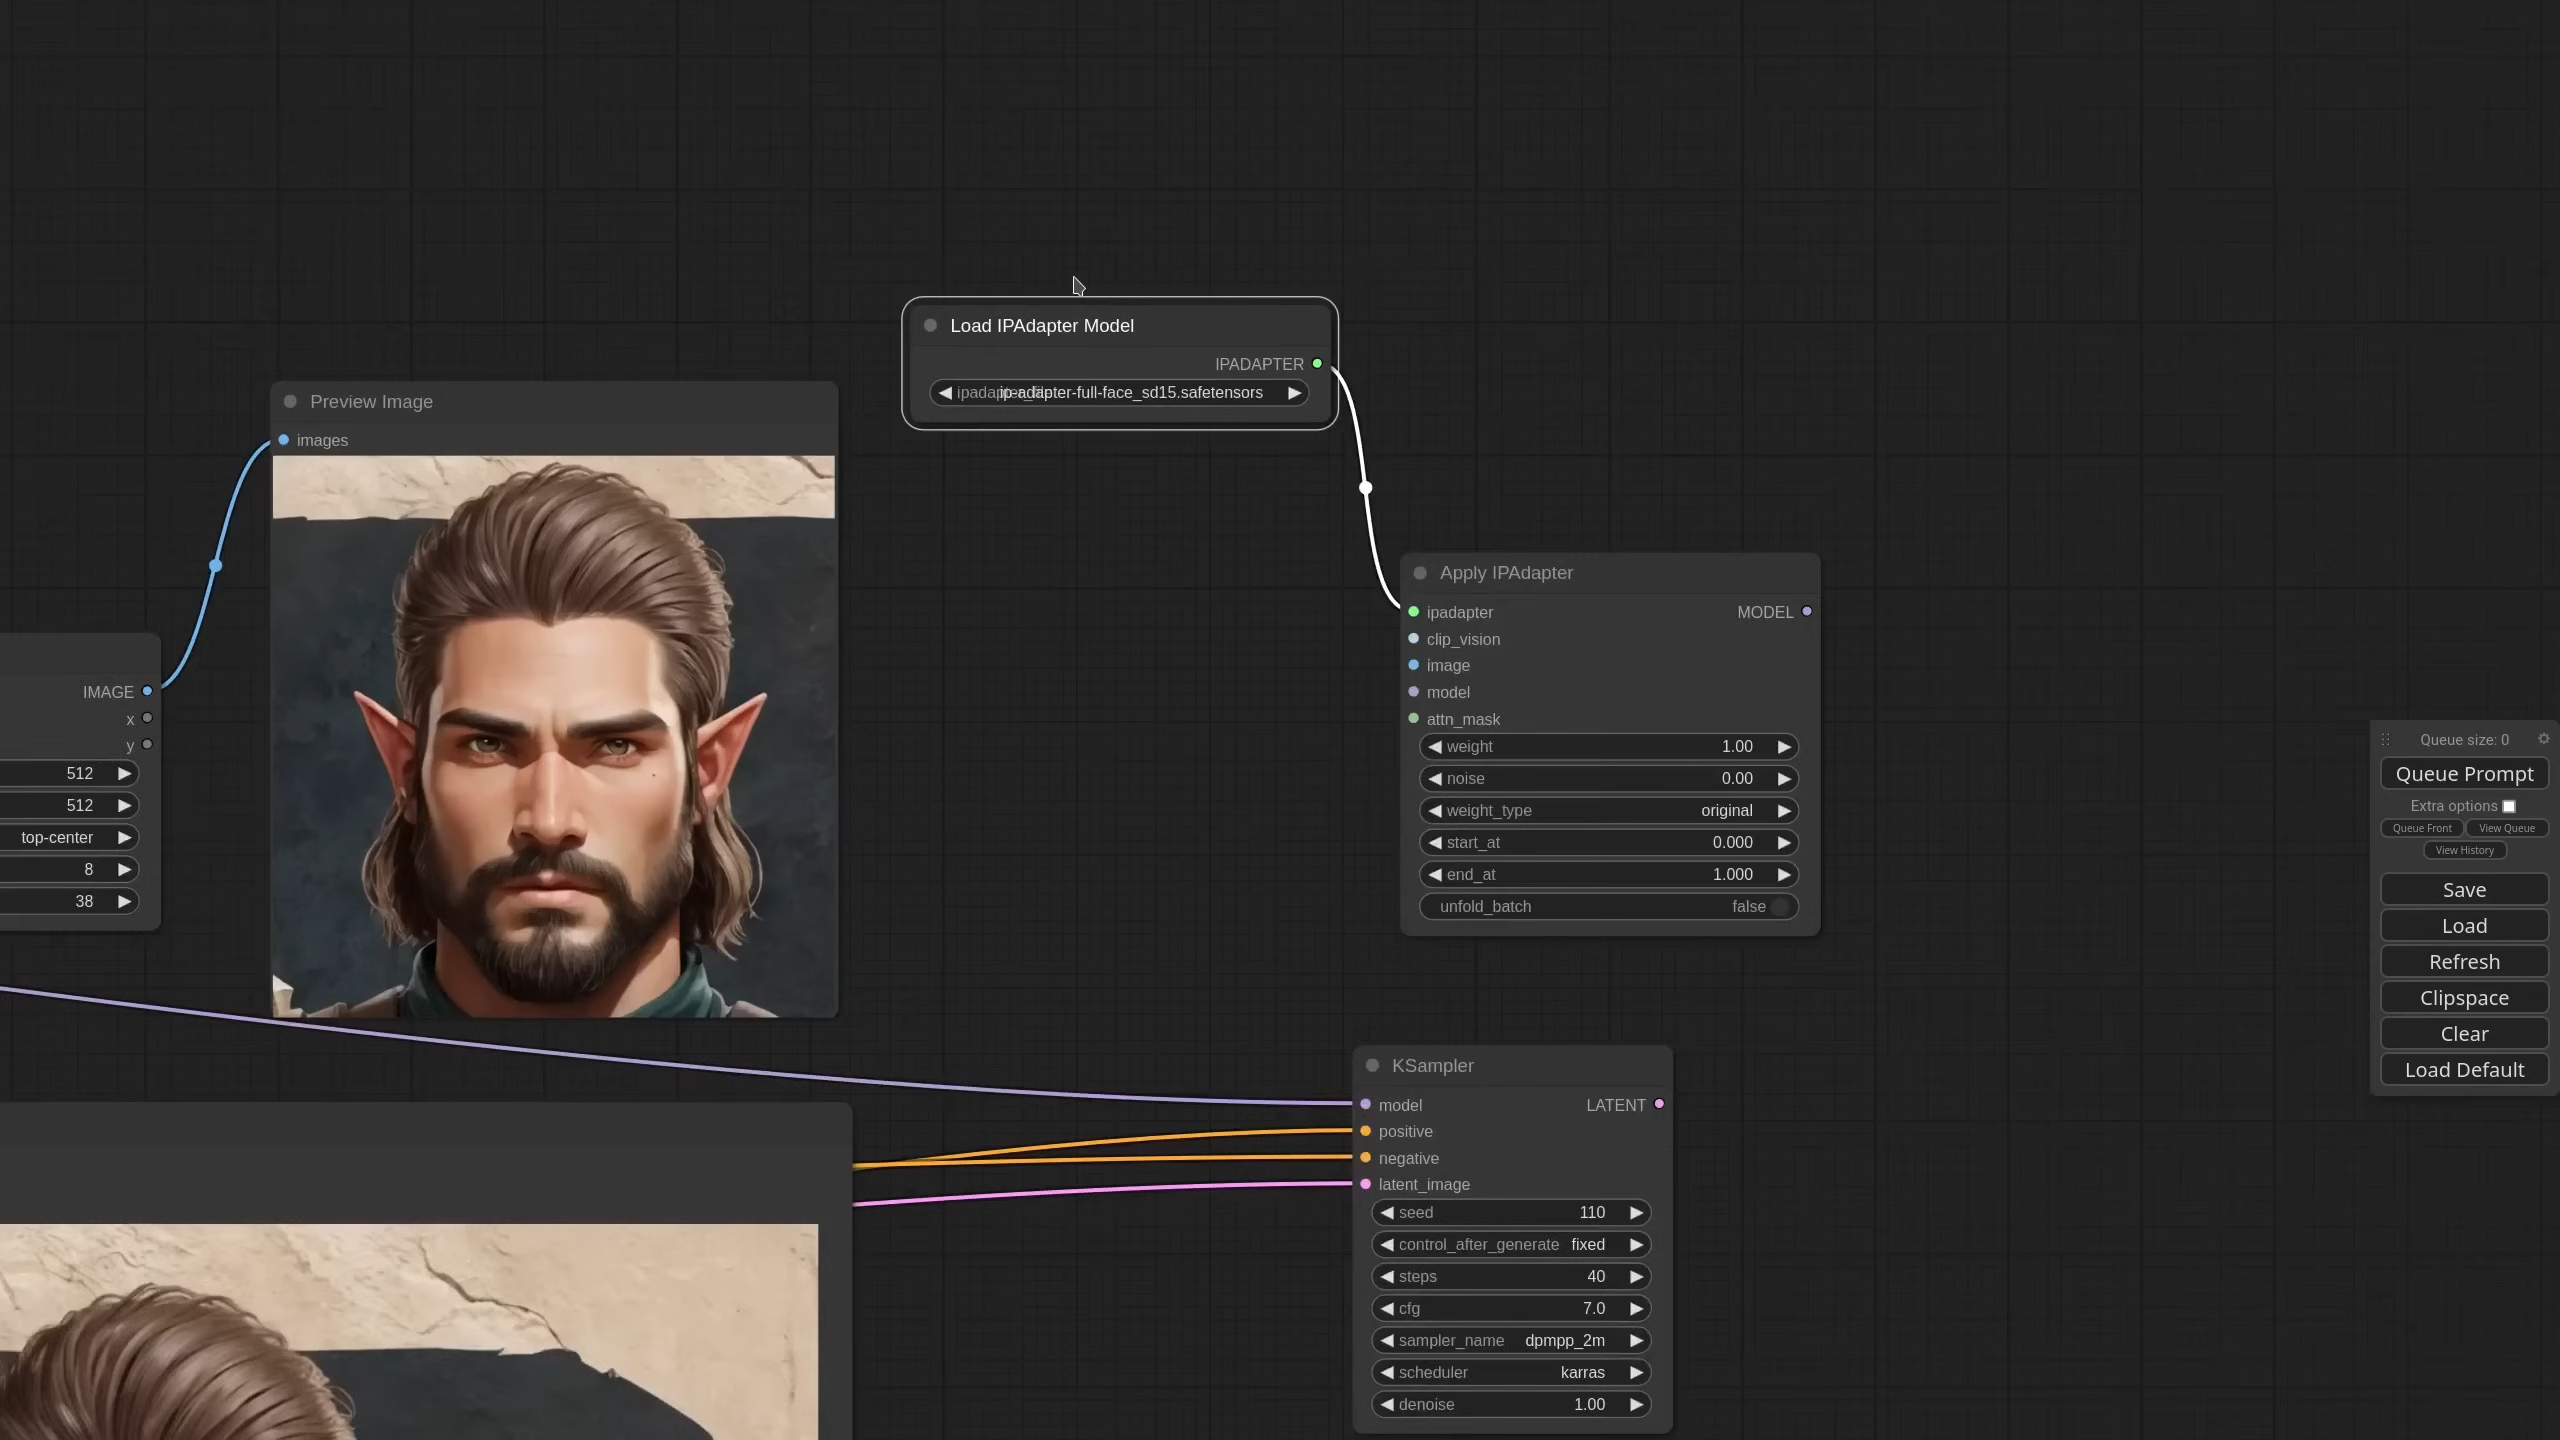 Load IPAdapter Model
IPADAPTER
ip-adapter-full-face_sd15.safetensors
Preview Image
images
IMAGE
x
y
512
512
top-center
8
38
Apply IPAdapter
ipadapter MODEL
clip_vision
image
model
attn_mask
weight 1.00
noise 0.00
weight_type original
start_at 0.000
end_at 1.000
unfold_batch false
KSampler
model LATENT
positive
negative
latent_image
seed 110
control_after_generate fixed
steps 40
cfg 7.0
sampler_name dpmpp_2m
scheduler karras
denoise 1.00
Queue size: 0
Queue Prompt
Extra options
Queue Front View Queue
View History
Save
Load
Refresh
Clipspace
Clear
Load Default